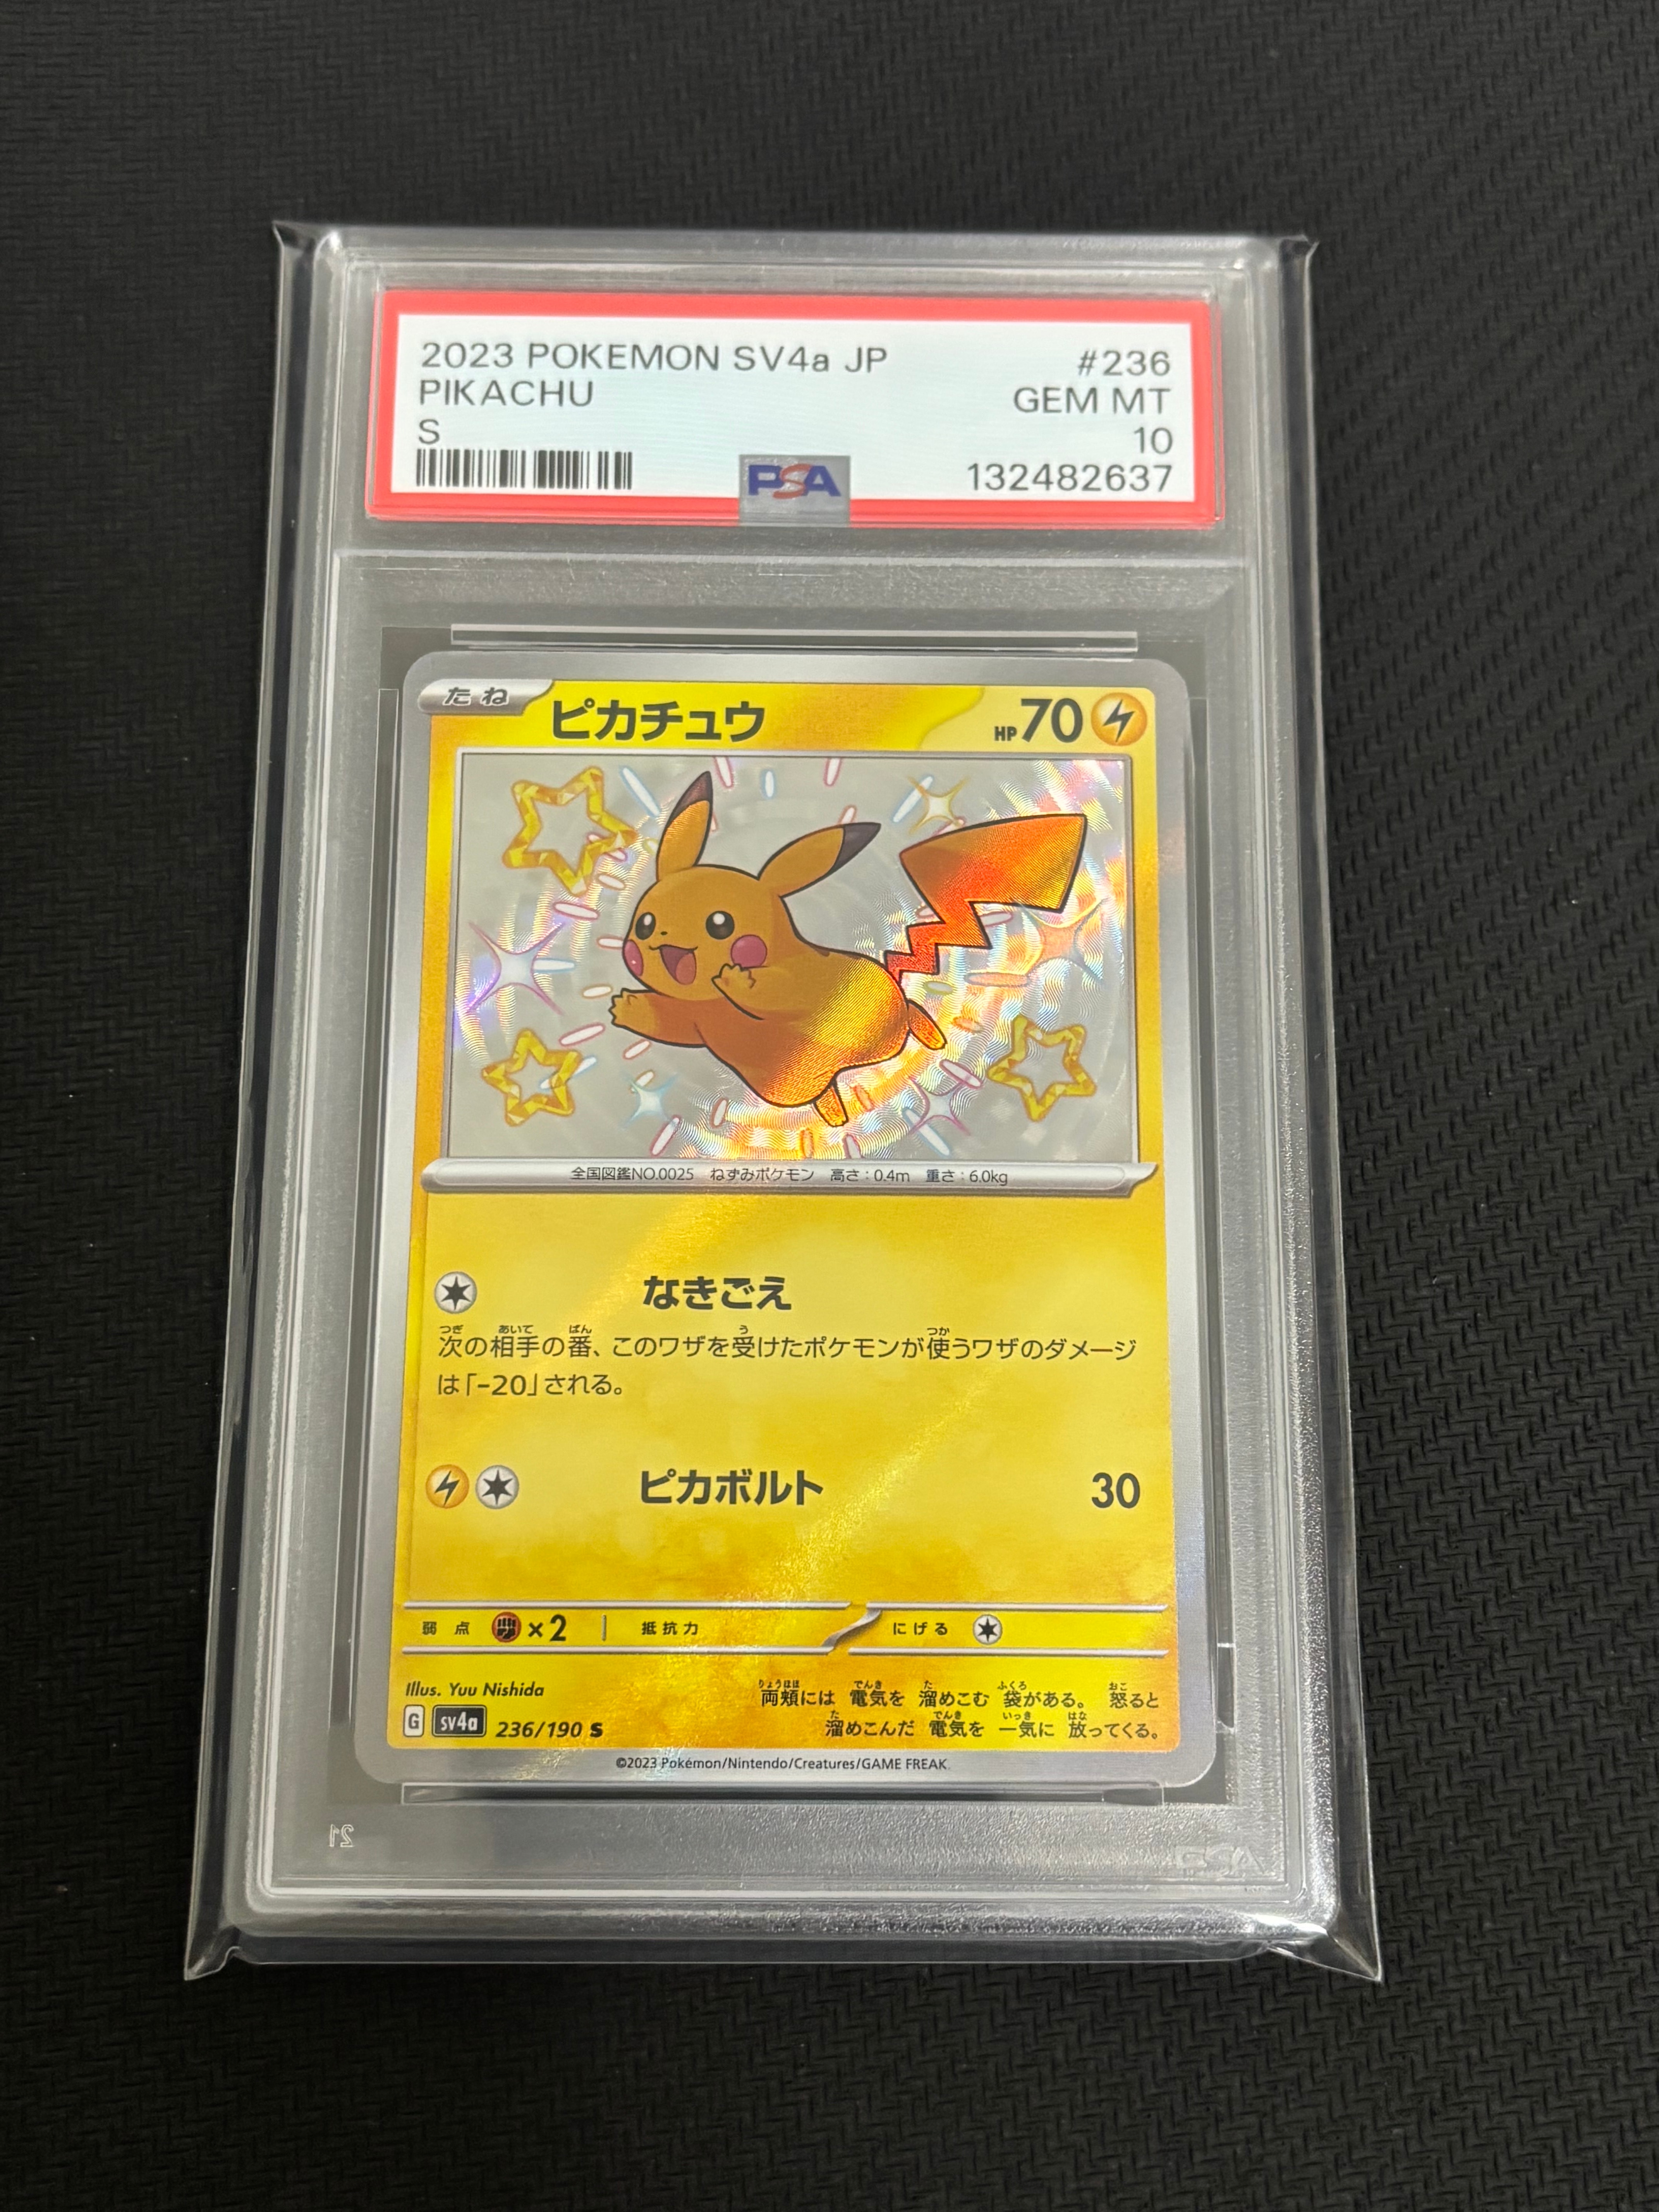 2023 POKEMON SV4a JP #236
PIKACHU GEM MT
S 10
PSA 132482637
たね ピカチュウ HP70
全国図鑑NO.0025 ねずみポケモン 高さ:0.4m 重さ:6.0kg
なきごえ
次の相手の番、このワザを受けたポケモンが使うワザのダメージ
は「-20」される。
ピカボルト 30
弱点 ×2 抵抗力 にげる
Illus. Yuu Nishida
両頬には 電気を 溜めこむ 袋がある。 怒ると
溜めこんだ 電気を 一気に 放ってくる。
G sv4a 236/190 S
©2023 Pokémon/Nintendo/Creatures/GAME FREAK.
21
PSA